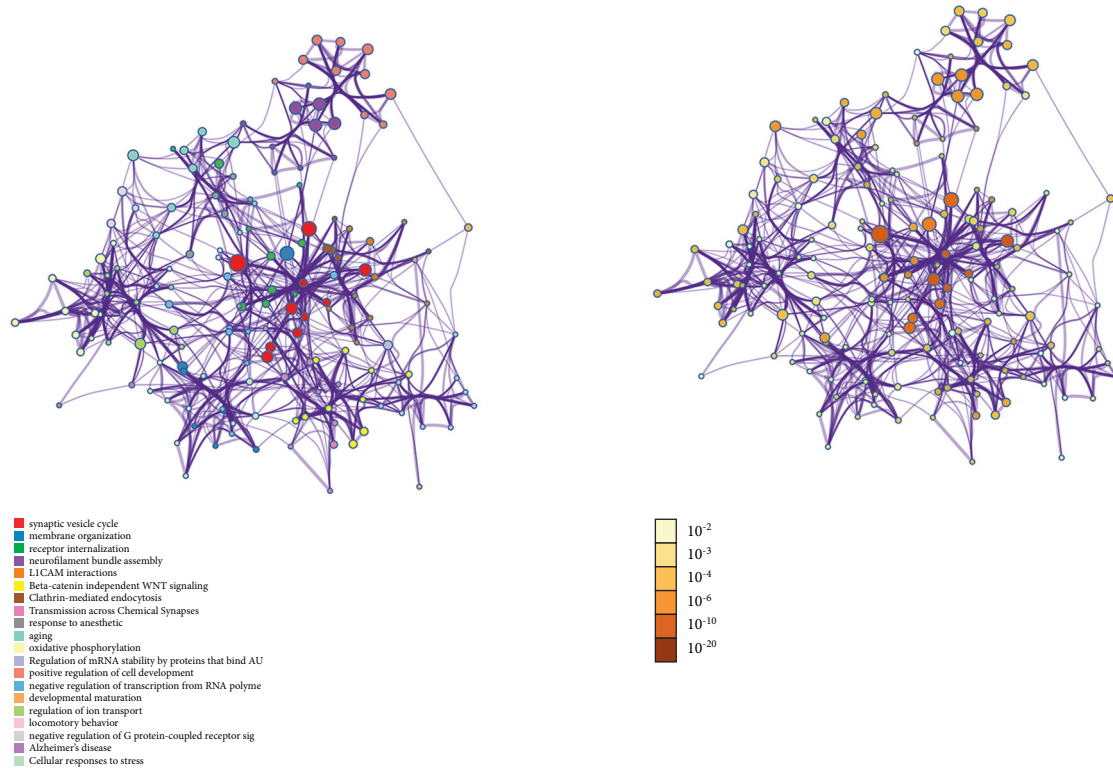 synaptic vesicle cycle
membrane organization
receptor internalization
neurofilament bundle assembly
L1CAM interactions
Beta-catenin independent WNT signaling
Clathrin-mediated endocytosis
Transmission across Chemical Synapses
response to anesthetic
aging
oxidative phosphorylation
Regulation of mRNA stability by proteins that bind AU
positive regulation of cell development
negative regulation of transcription from RNA polyme
developmental maturation
regulation of ion transport
locomotory behavior
negative regulation of G protein-coupled receptor sig
Alzheimer's disease
Cellular responses to stress
10⁻²
10⁻³
10⁻⁴
10⁻⁶
10⁻¹⁰
10⁻²⁰